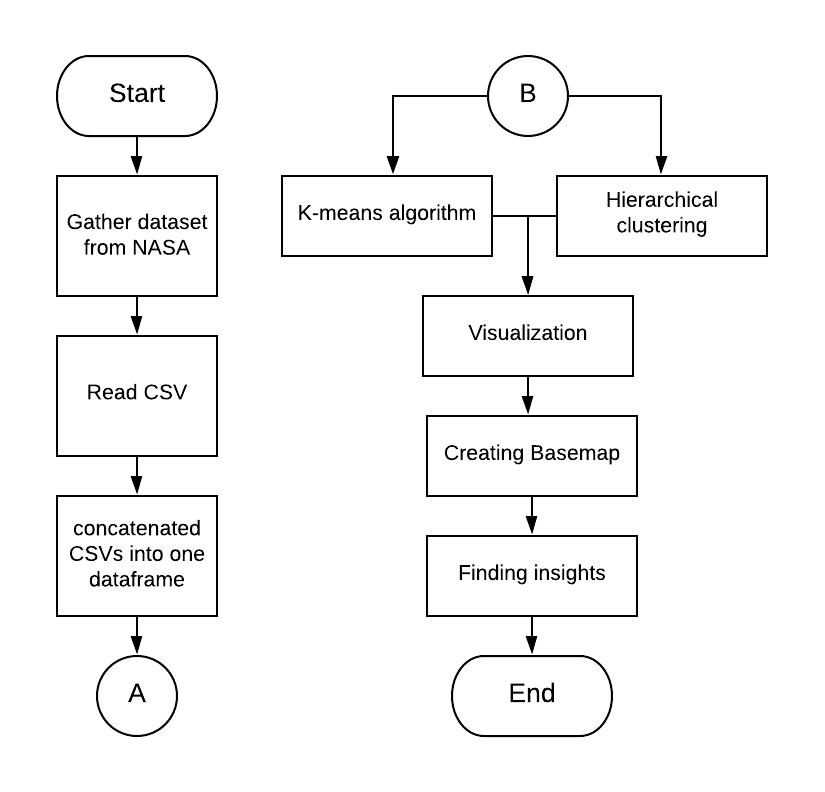 Start
Gather dataset
from NASA
Read CSV
concatenated
CSVs into one
dataframe
A
B
K-means algorithm
Hierarchical
clustering
Visualization
Creating Basemap
Finding insights
End